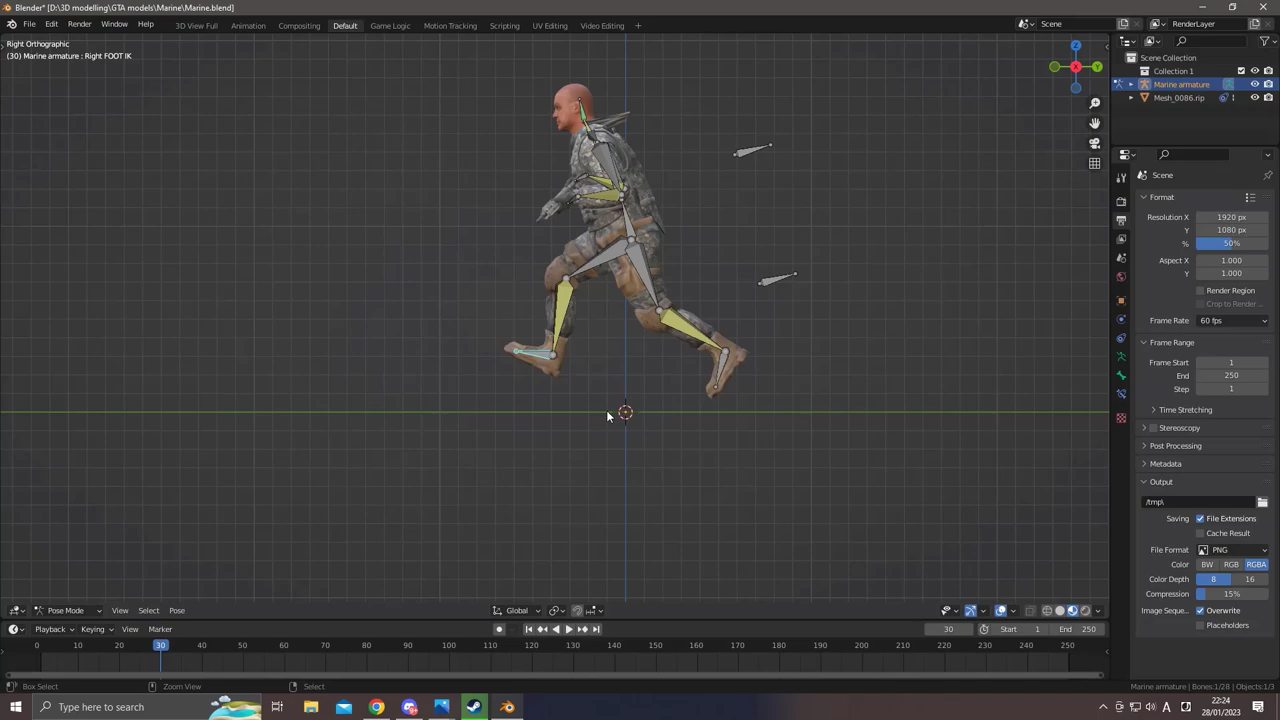 Blender* [D:\3D modelling\GTA models\Marine\Marine.blend]
File Edit Render Window Help 3D View Full Animation Compositing Default Game Logic Motion Tracking Scripting UV Editing Video Editing + Scene RenderLayer
Right Orthographic
(30) Marine armature : Right FOOT IK
Z
X
Y
Scene Collection
Collection 1
Marine armature
Mesh_0086.rip
Scene
Format
Resolution X 1920 px
Y 1080 px
% 50%
Aspect X 1.000
Y 1.000
Render Region
Crop to Render ...
Frame Rate 60 fps
Frame Range
Frame Start 1
End 250
Step 1
Time Stretching
Stereoscopy
Post Processing
Metadata
Output
/tmp\
Saving File Extensions
Cache Result
File Format PNG
Color BW RGB RGBA
Color Depth 8 16
Compression 15%
Image Seque... Overwrite
Placeholders
Pose Mode View Select Pose Global
Playback Keying View Marker 30 Start 1 End 250
0 10 20 30 40 50 60 70 80 90 100 110 120 130 140 150 160 170 180 190 200 210 220 230 240 250
Box Select Zoom View Select Marine armature | Bones:1/28 | Objects:1/3
Type here to search
22:24
28/01/2023